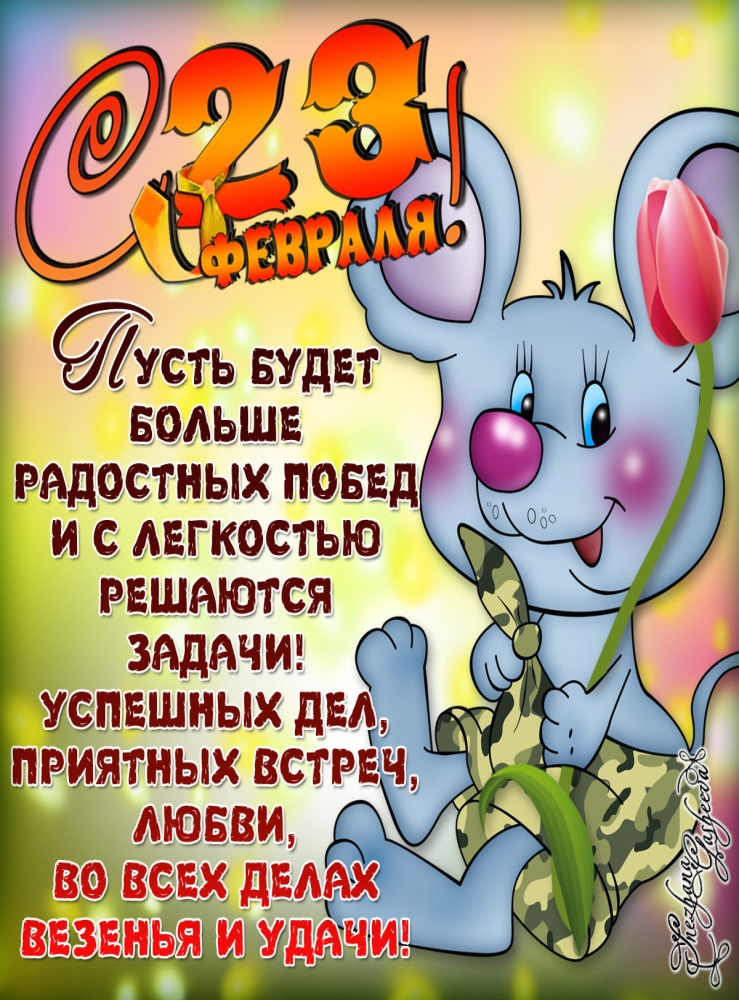 С 23
ФЕВРАЛЯ!
Пусть будет
больше
радостных побед
и с легкостью
решаются
задачи!
Успешных дел,
приятных встреч,
любви,
во всех делах
везенья и удачи!